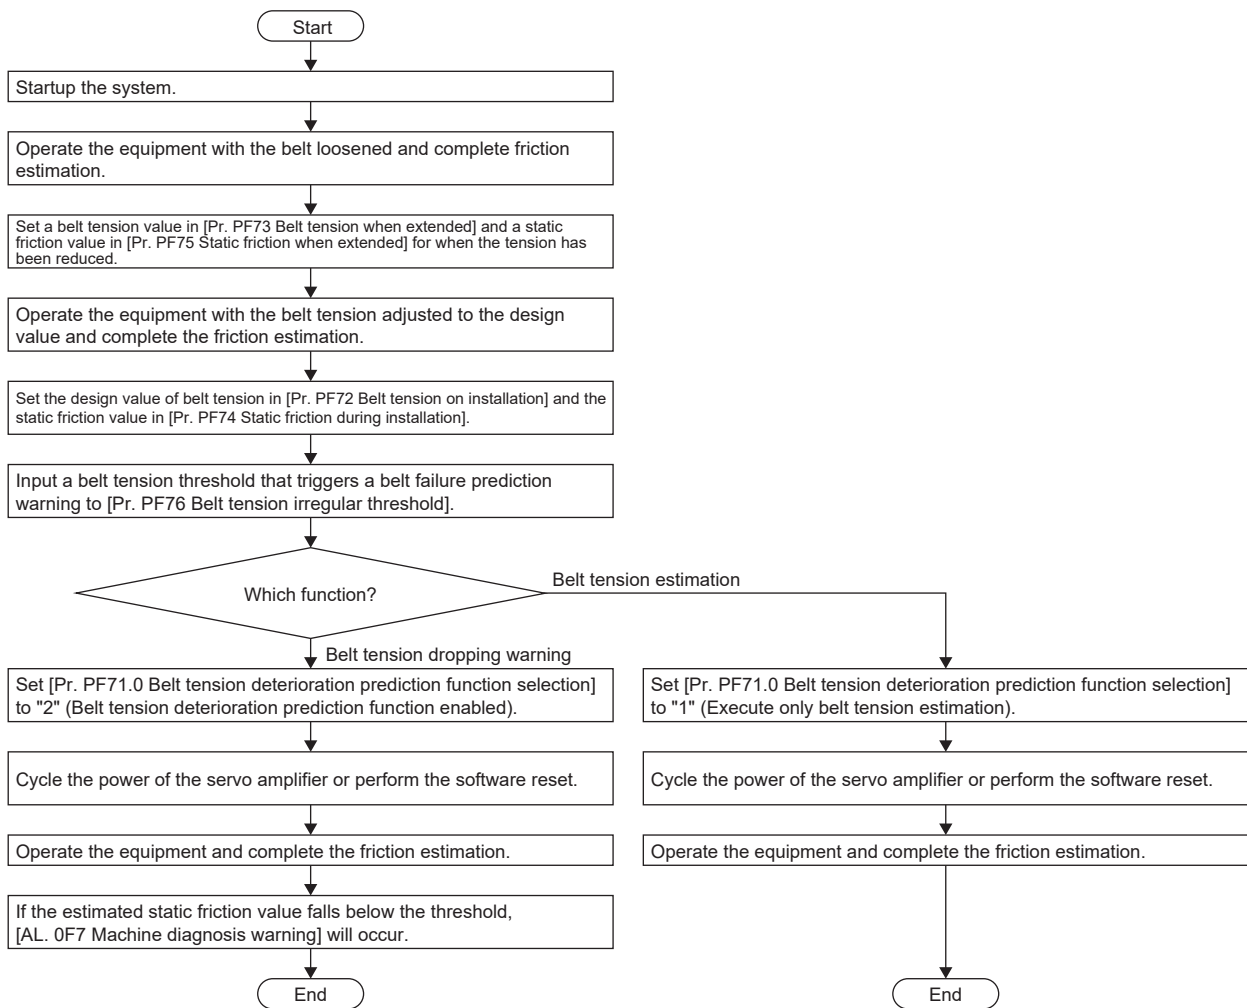 Start
Startup the system.
Operate the equipment with the belt loosened and complete friction
estimation.
Set a belt tension value in [Pr. PF73 Belt tension when extended] and a static
friction value in [Pr. PF75 Static friction when extended] for when the tension has
been reduced.
Operate the equipment with the belt tension adjusted to the design
value and complete the friction estimation.
Set the design value of belt tension in [Pr. PF72 Belt tension on installation] and the
static friction value in [Pr. PF74 Static friction during installation].
Input a belt tension threshold that triggers a belt failure prediction
warning to [Pr. PF76 Belt tension irregular threshold].
Which function?
Belt tension estimation
Belt tension dropping warning
Set [Pr. PF71.0 Belt tension deterioration prediction function selection]
to "2" (Belt tension deterioration prediction function enabled).
Cycle the power of the servo amplifier or perform the software reset.
Operate the equipment and complete the friction estimation.
If the estimated static friction value falls below the threshold,
[AL. 0F7 Machine diagnosis warning] will occur.
End
Set [Pr. PF71.0 Belt tension deterioration prediction function selection]
to "1" (Execute only belt tension estimation).
Cycle the power of the servo amplifier or perform the software reset.
Operate the equipment and complete the friction estimation.
End